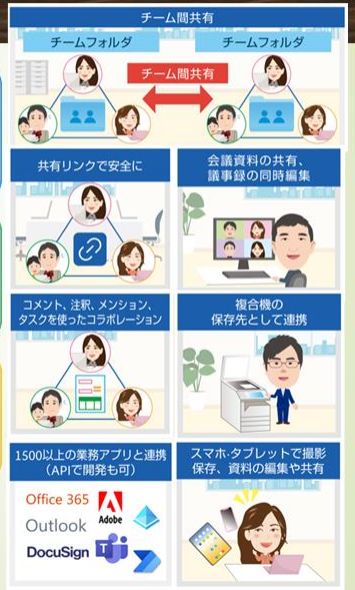 チーム間共有
チームフォルダ
チームフォルダ
チーム間共有
共有リンクで安全に
会議資料の共有、
議事録の同時編集
コメント、注釈、メンション、
タスクを使ったコラボレーション
複合機の
保存先として連携
1500以上の業務アプリと連携
（APIで開発も可）
Office 365
Adobe
Outlook
DocuSign
スマホ・タブレットで撮影
保存、資料の編集や共有